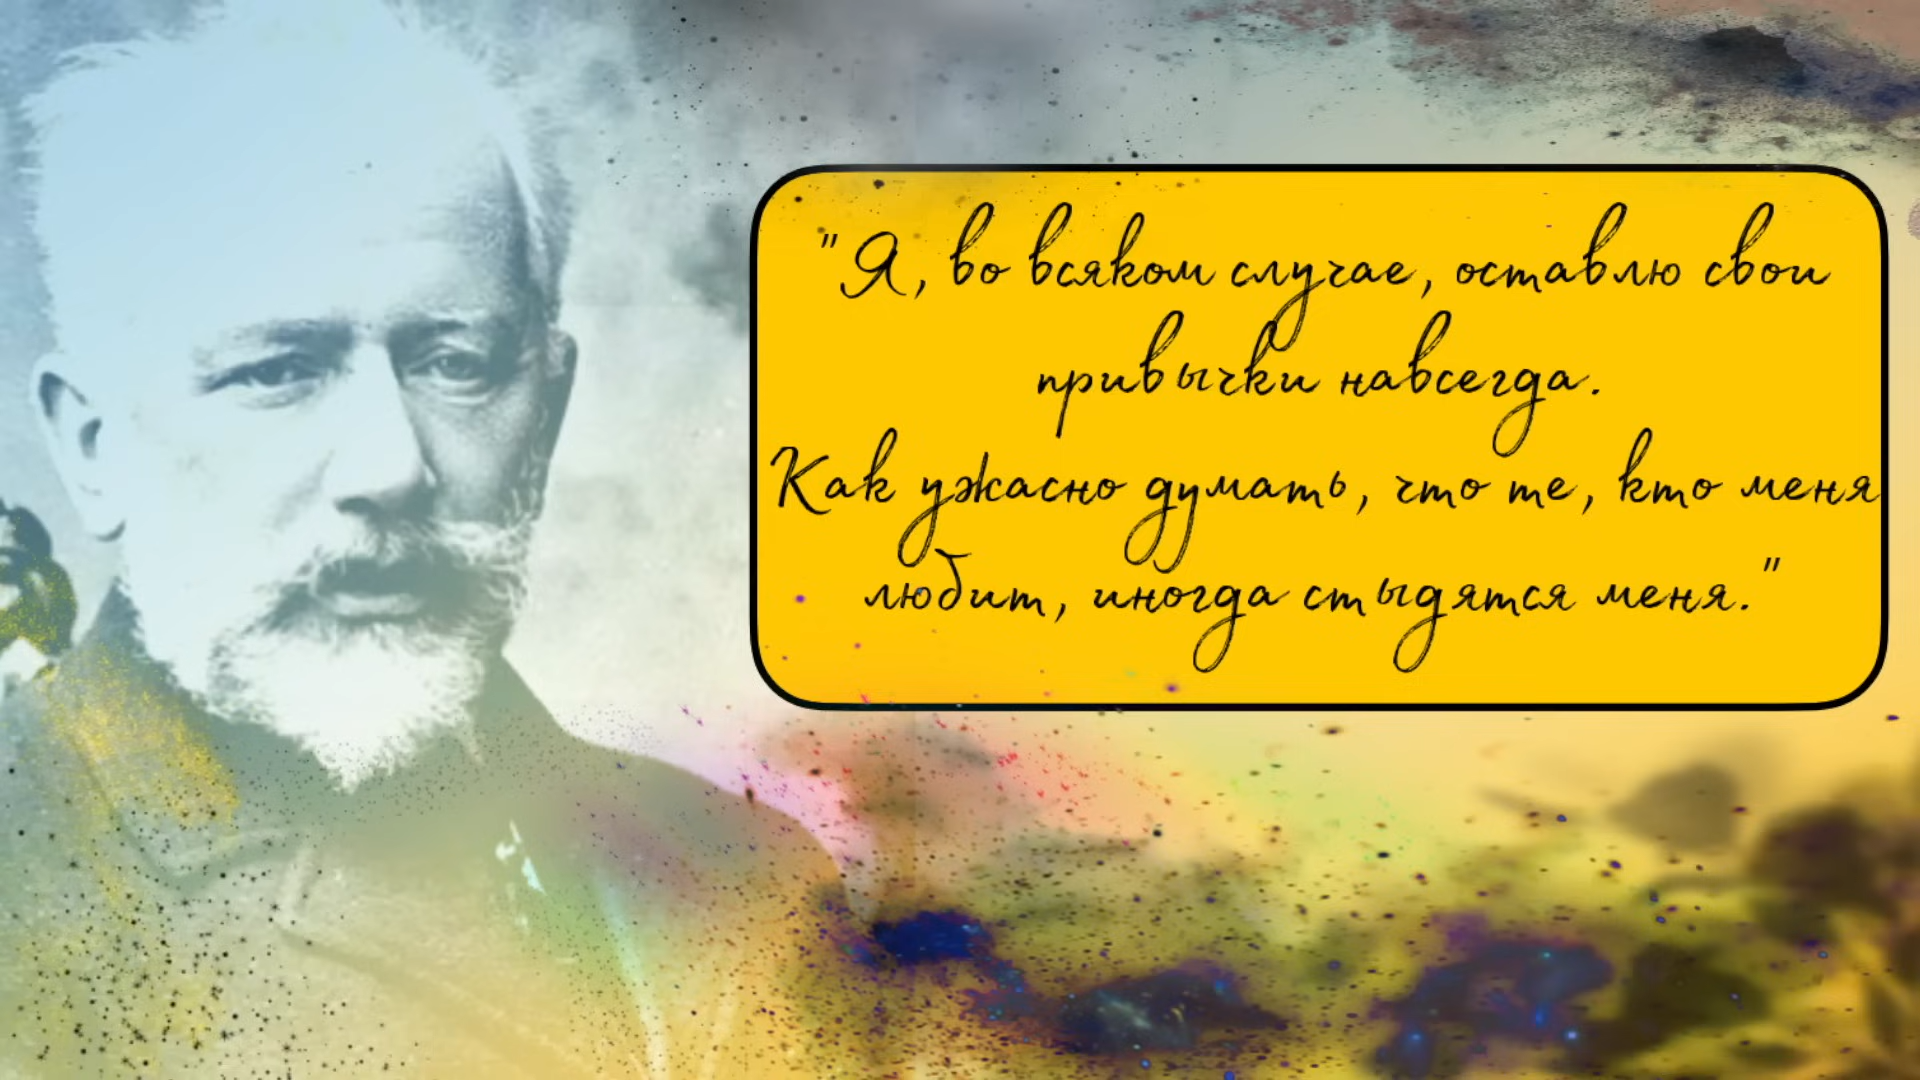 "Я, во всяком случае, оставлю свои
привычки навсегда.
Как ужасно думать, что те, кто меня
любит, иногда стыдятся меня."